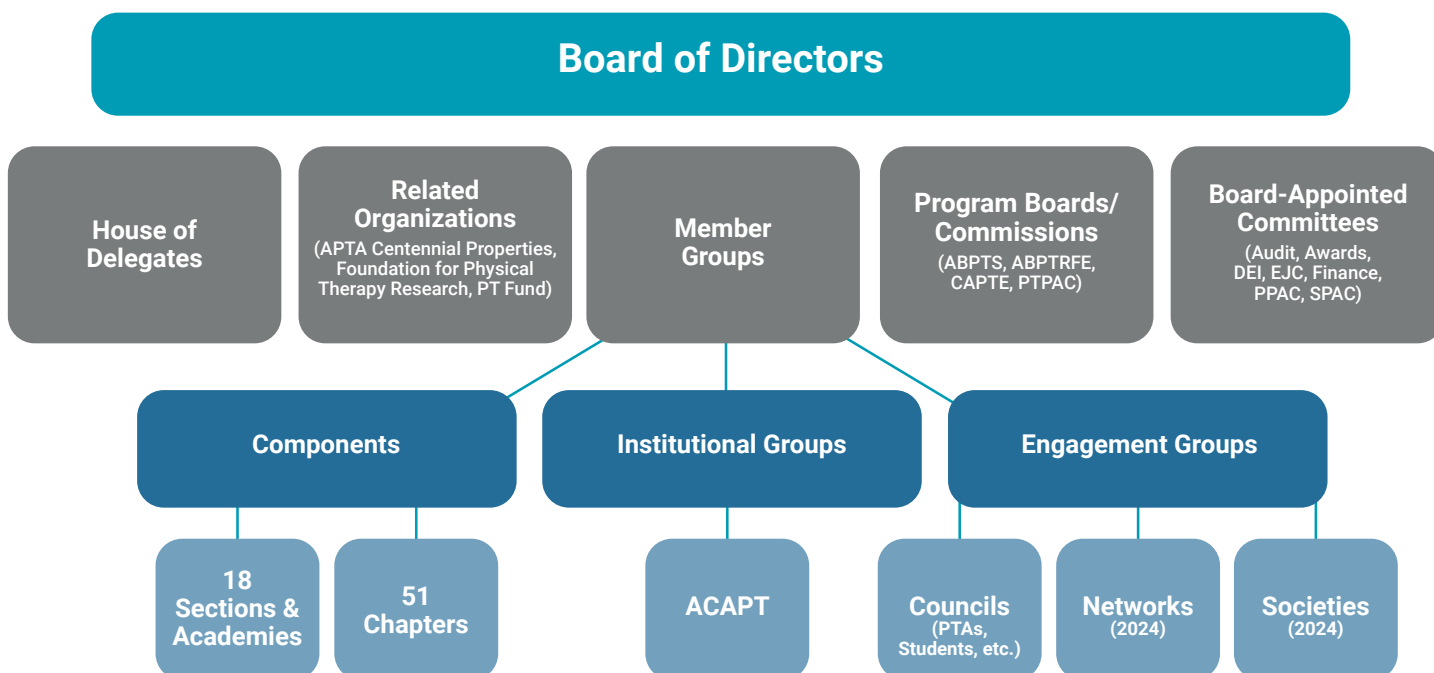 Board of Directors
House of
Delegates
Related
Organizations
(APTA Centennial Properties,
Foundation for Physical
Therapy Research, PT Fund)
Member
Groups
Program Boards/
Commissions
(ABPTS, ABPTRFE,
CAPTE, PTPAC)
Board-Appointed
Committees
(Audit, Awards,
DEI, EJC, Finance,
PPAC, SPAC)
Components
Institutional Groups
Engagement Groups
18
Sections &
Academies
51
Chapters
ACAPT
Councils
(PTAs,
Students, etc.)
Networks
(2024)
Societies
(2024)